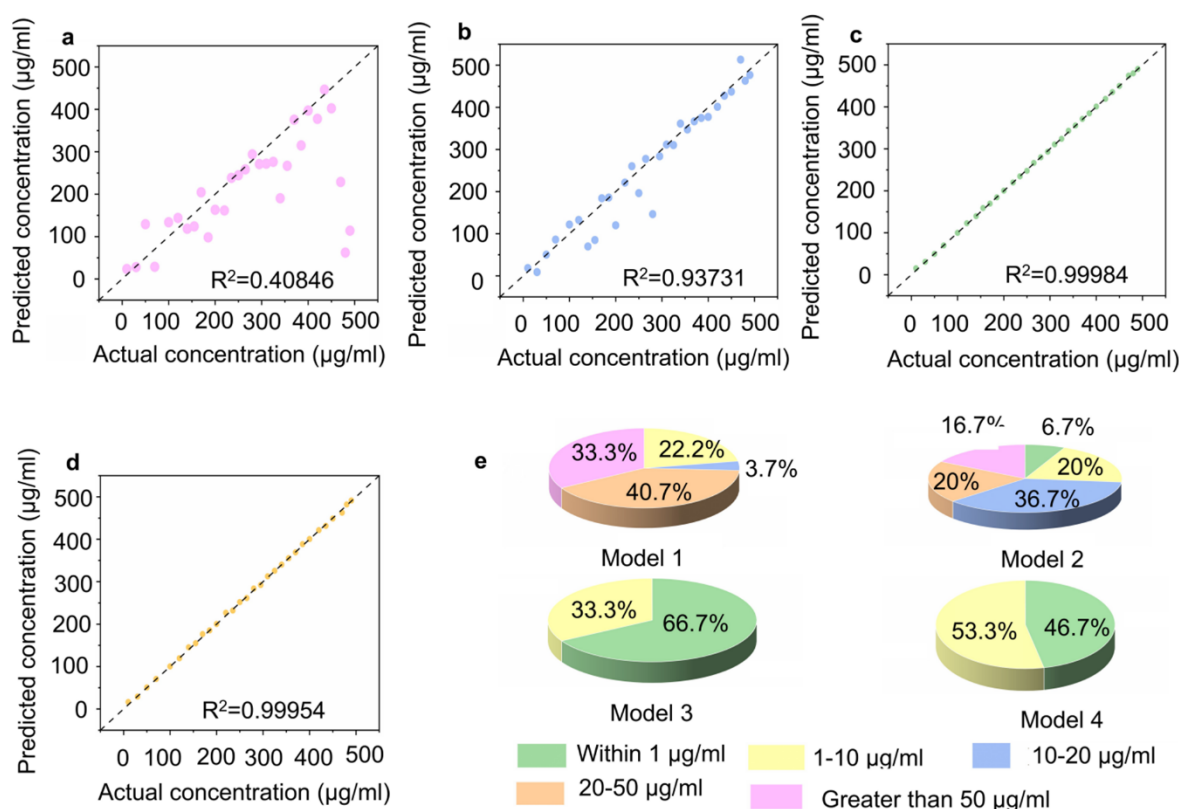 a
Predicted concentration (µg/ml)
500
400
300
200
100
0
R²=0.40846
0 100 200 300 400 500
Actual concentration (µg/ml)
b
Predicted concentration (µg/ml)
500
400
300
200
100
0
R²=0.93731
0 100 200 300 400 500
Actual concentration (µg/ml)
c
Predicted concentration (µg/ml)
500
400
300
200
100
0
R²=0.99984
0 100 200 300 400 500
Actual concentration (µg/ml)
d
Predicted concentration (µg/ml)
500
400
300
200
100
0
R²=0.99954
0 100 200 300 400 500
Actual concentration (µg/ml)
e
33.3%
22.2%
3.7%
40.7%
Model 1
16.7%
6.7%
20%
20%
36.7%
Model 2
33.3%
66.7%
Model 3
53.3%
46.7%
Model 4
Within 1 µg/ml
1-10 µg/ml
10-20 µg/ml
20-50 µg/ml
Greater than 50 µg/ml